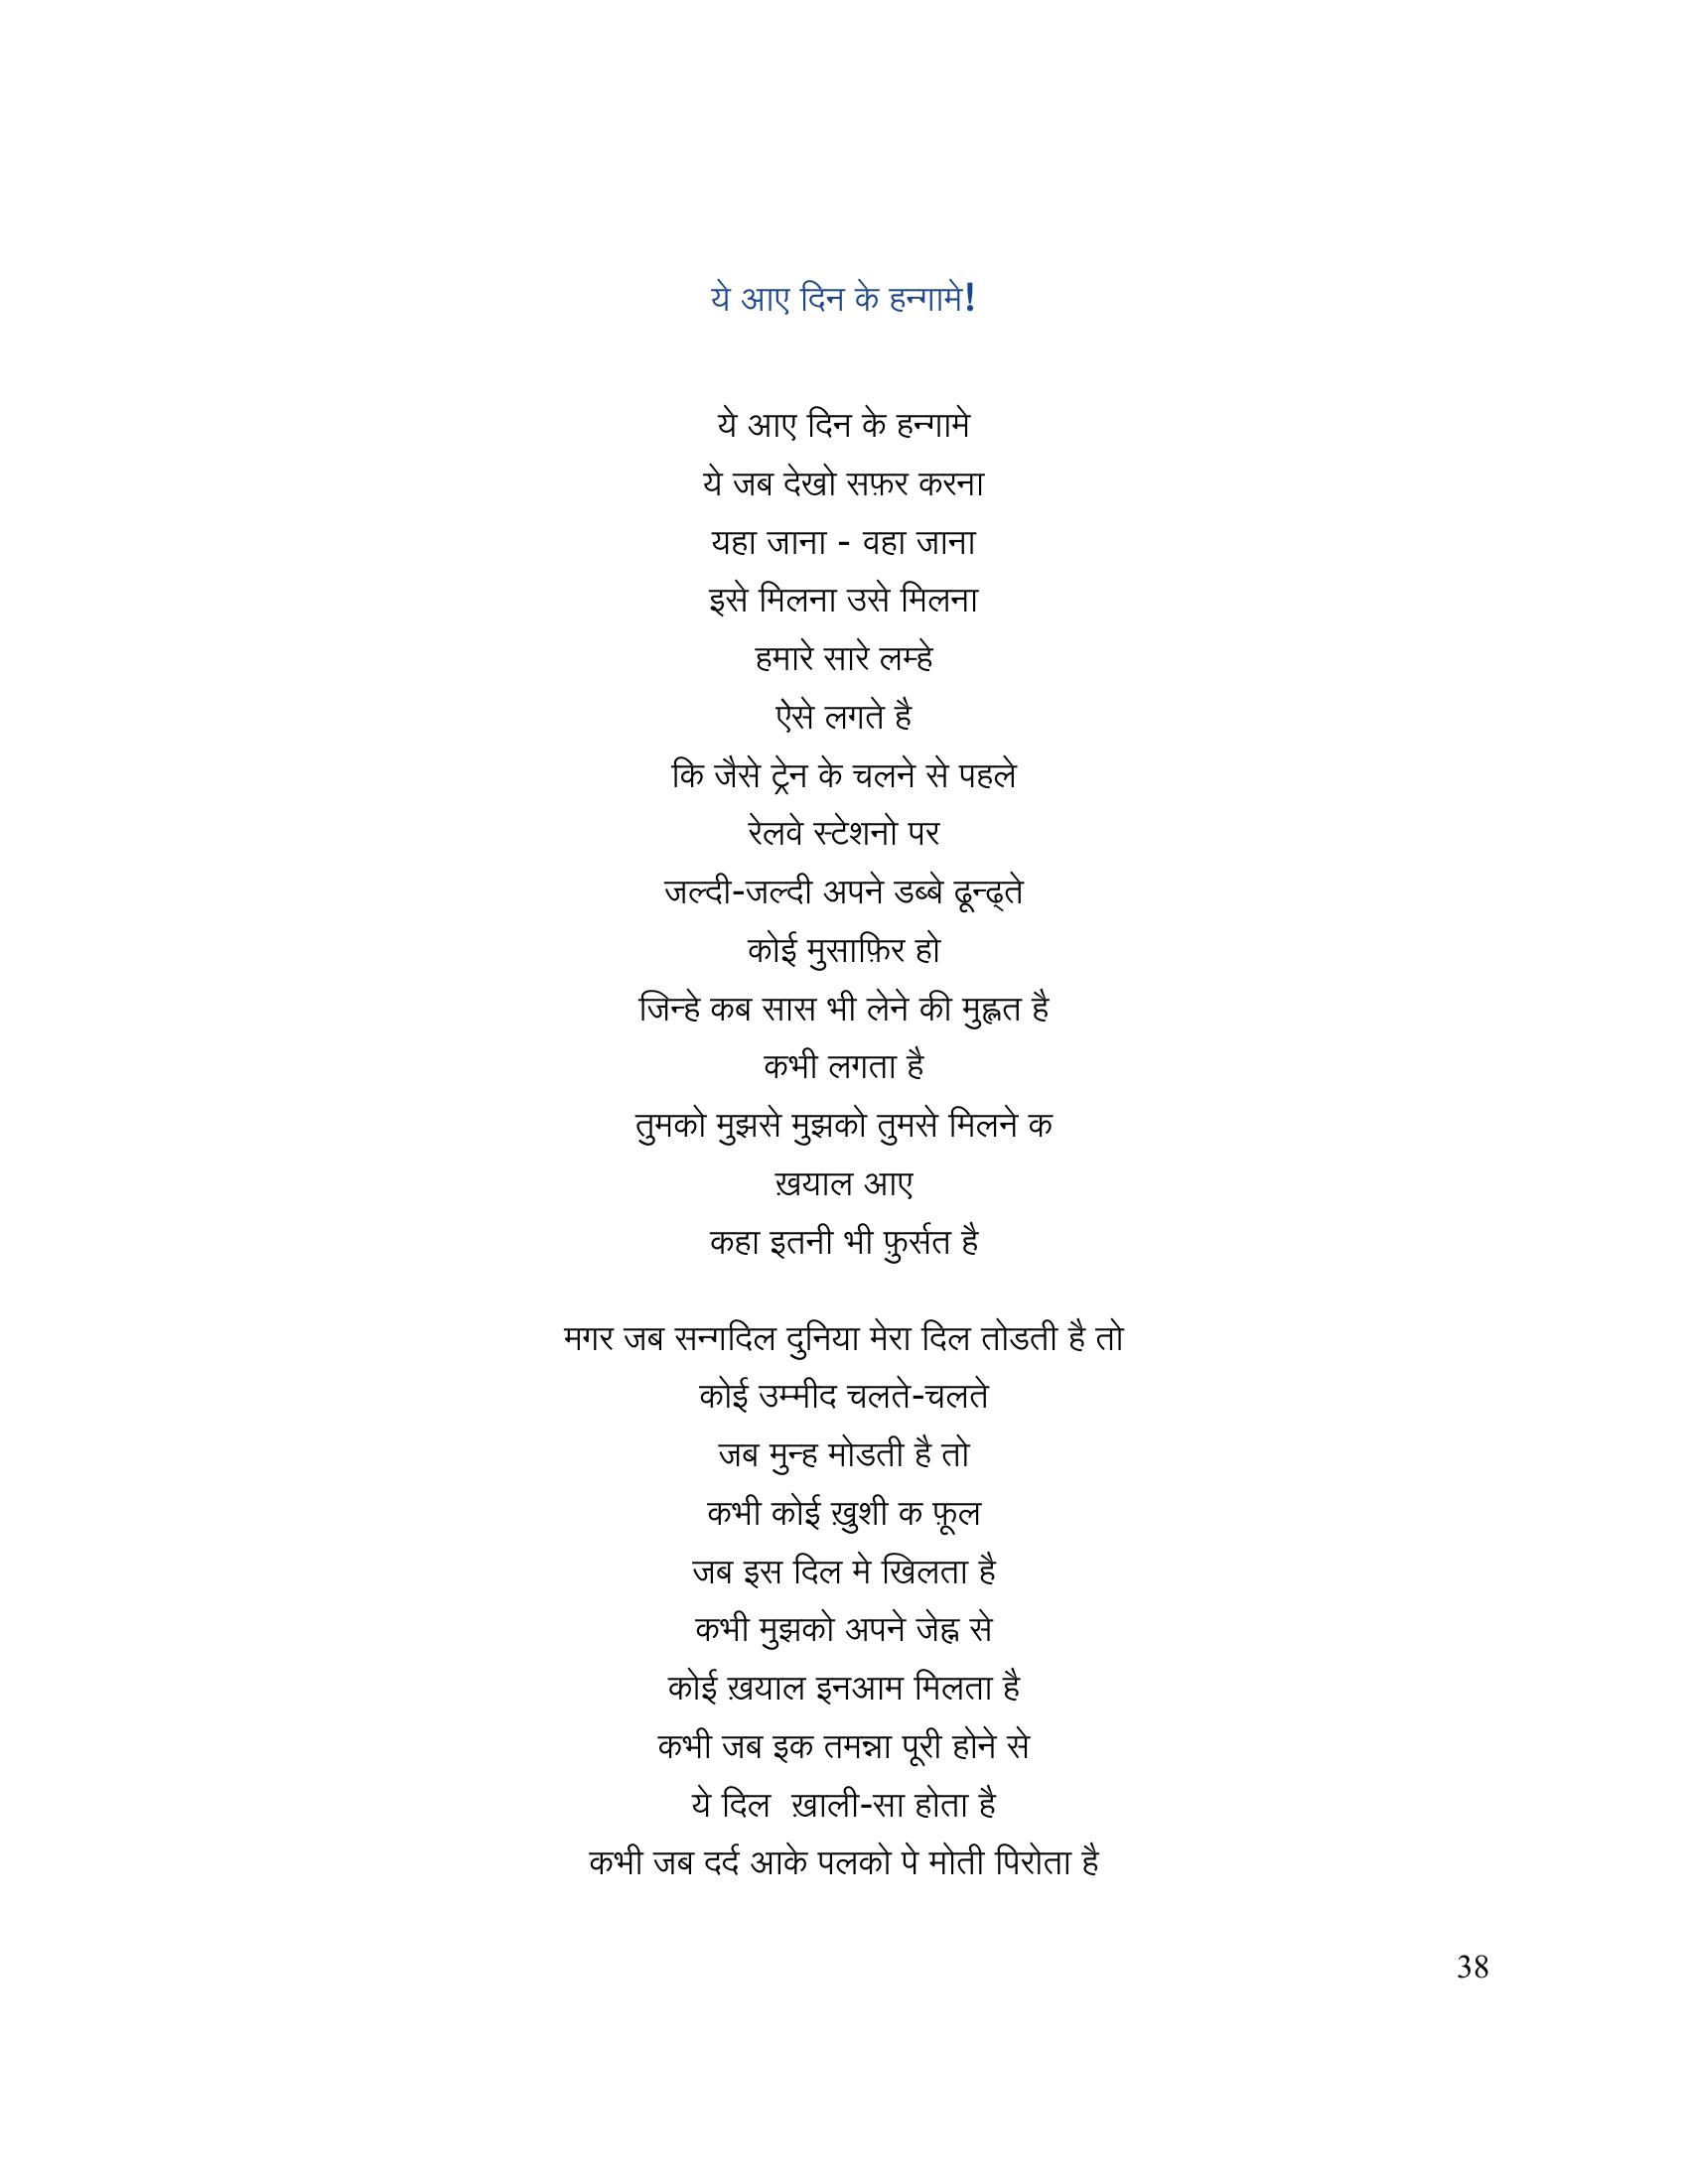 ये आए दिन के हन्गामे!
ये आए दिन के हन्गामे
ये जब देखो सफ़र करना
यहा जाना - वहा जाना
इसे मिलना उसे मिलना
हमारे सारे लम्हे
ऐसे लगते है
कि जैसे ट्रेन के चलने से पहले
रेलवे स्टेशनो पर
जल्दी-जल्दी अपने डब्बे ढून्ढ्ते
कोई मुसाफ़िर हो
जिन्हे कब सास भी लेने की मुह्लत है
कभी लगता है
तुमको मुझसे मुझको तुमसे मिलने क
ख़याल आए
कहा इतनी भी फ़ुर्सत है
मगर जब सन्गदिल दुनिया मेरा दिल तोडती है तो
कोई उम्मीद चलते-चलते
जब मुन्ह मोडती है तो
कभी कोई ख़ुशी क फ़ूल
जब इस दिल मे खिलता है
कभी मुझको अपने जेह्न से
कोई ख़याल इनआम मिलता है
कभी जब इक तमन्ना पूरी होने से
ये दिल  ख़ाली-सा होता है
कभी जब दर्द आके पलको पे मोती पिरोता है
38